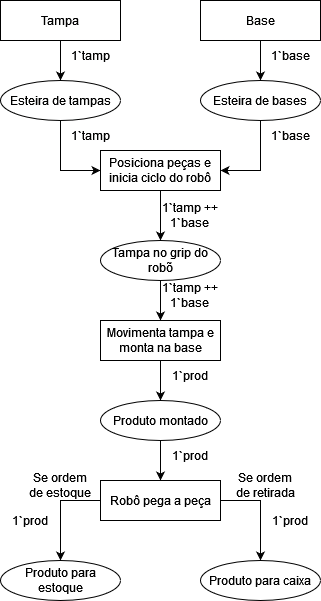 Tampa
Base
1`tamp
1`base
Esteira de tampas
Esteira de bases
1`tamp
1`base
Posiciona peças e
inicia ciclo do robô
1`tamp ++
1`base
Tampa no grip do
robõ
1`tamp ++
1`base
Movimenta tampa e
monta na base
1`prod
Produto montado
1`prod
Se ordem
de estoque
Se ordem
de retirada
Robô pega a peça
1`prod
1`prod
Produto para
estoque
Produto para caixa